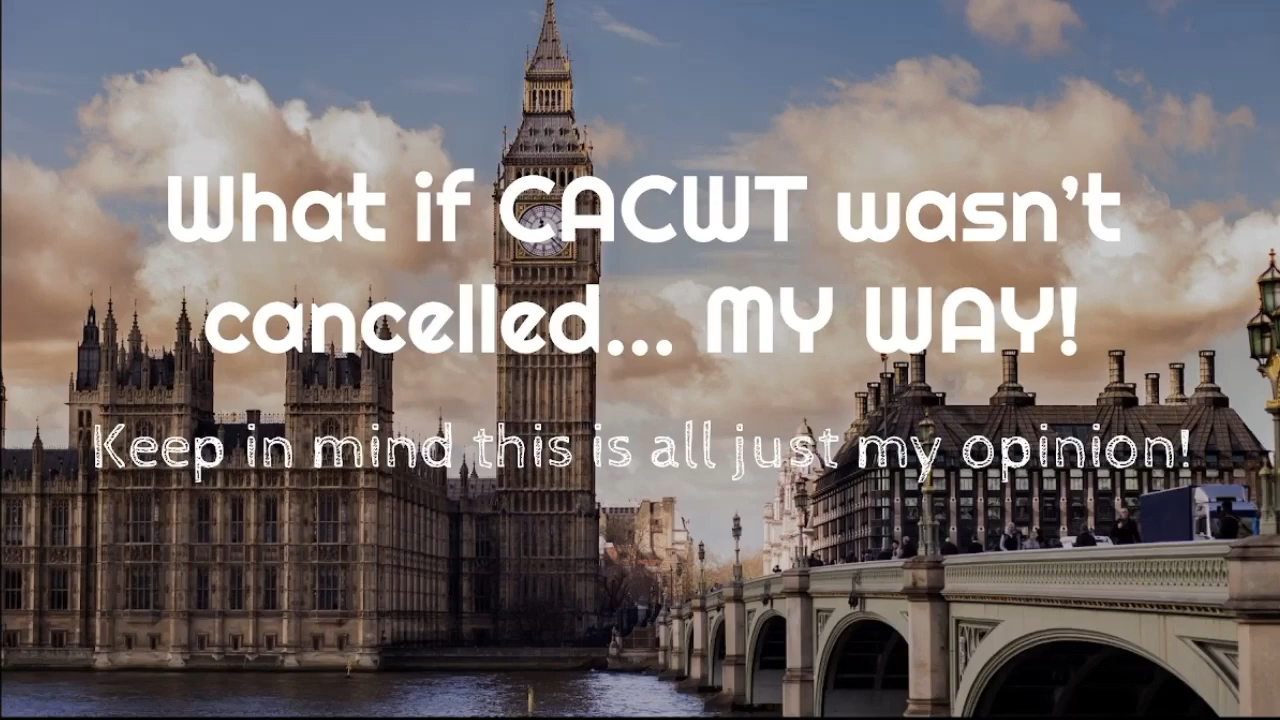 What if CACWT wasn’t
cancelled... MY WAY!
Keep in mind this is all just my opinion!